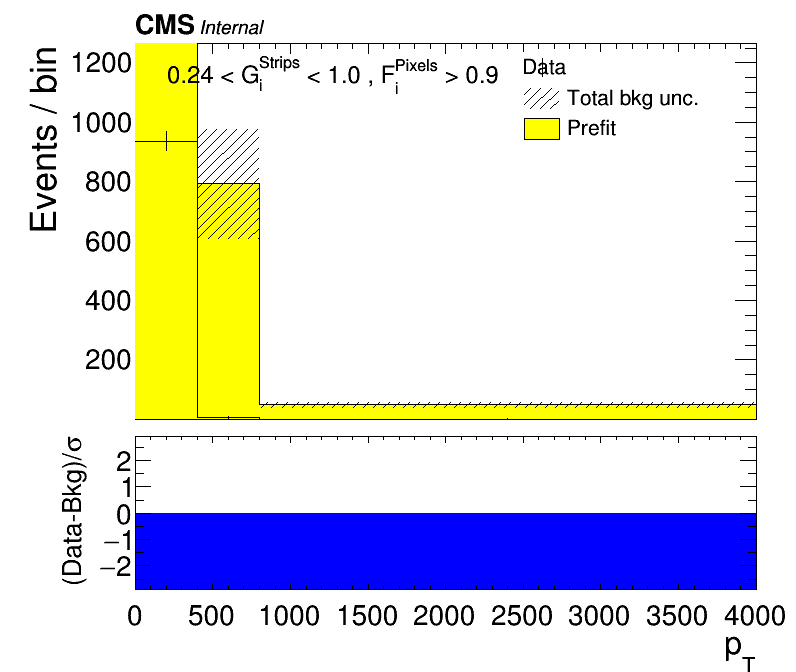 CMS Internal
Events / bin
1200
1000
800
600
400
200
0.24 < G_i^Strips < 1.0 , F_i^Pixels > 0.9
Data
Total bkg unc.
Prefit
(Data-Bkg)/σ
2
1
0
−1
−2
0 500 1000 1500 2000 2500 3000 3500 4000
p_T